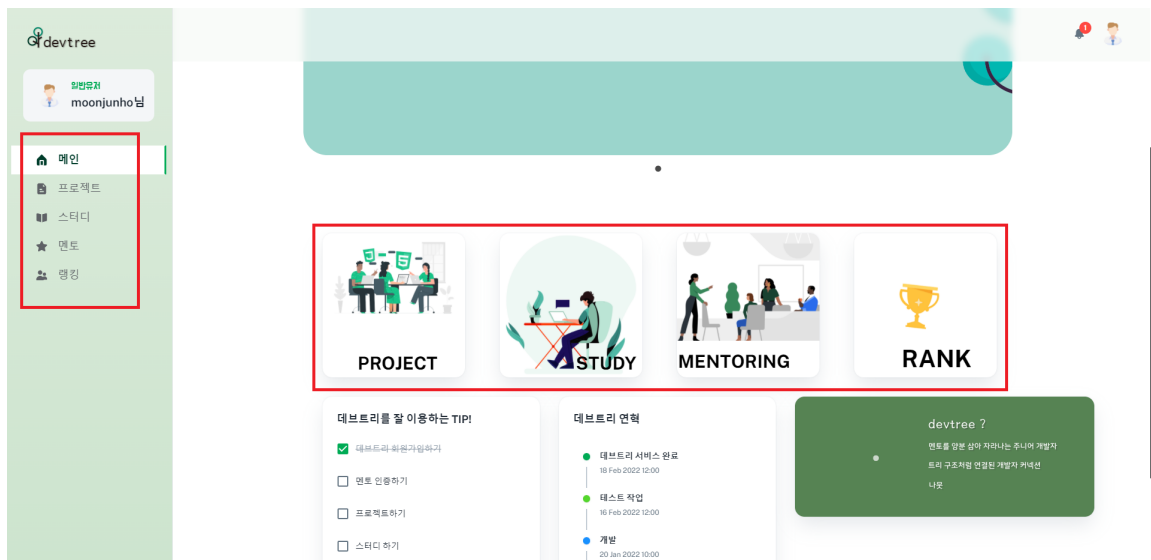 devtree
1
일반유저
moonjunho님
메인
프로젝트
스터디
멘토
랭킹
J-S-
PROJECT
STUDY
MENTORING
RANK
데브트리를 잘 이용하는 TIP!
데브트리 회원가입하기
멘토 인증하기
프로젝트하기
스터디 하기
데브트리 연혁
데브트리 서비스 완료
18 Feb 2022 12:00
테스트 작업
16 Feb 2022 12:00
개발
20 Jan 2022 10:00
devtree ?
멘토를 양분 삼아 자라나는 주니어 개발자
트리 구조처럼 연결된 개발자 커넥션
나뭇